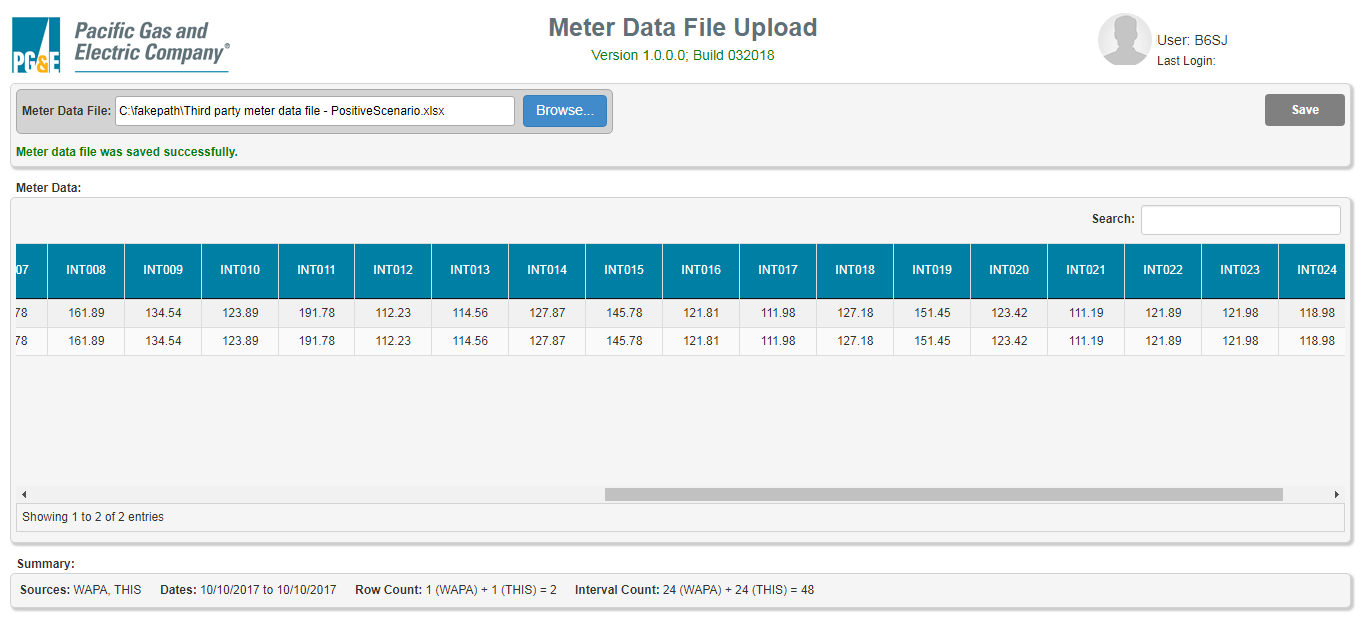 Pacific Gas and
Electric Company®
PG&E
Meter Data File Upload
Version 1.0.0.0; Build 032018
User: B6SJ
Last Login:
Meter Data File: C:\fakepath\Third party meter data file - PositiveScenario.xlsx Browse... Save
Meter data file was saved successfully.
Meter Data:
Search:
07 INT008 INT009 INT010 INT011 INT012 INT013 INT014 INT015 INT016 INT017 INT018 INT019 INT020 INT021 INT022 INT023 INT024
78 161.89 134.54 123.89 191.78 112.23 114.56 127.87 145.78 121.81 111.98 127.18 151.45 123.42 111.19 121.89 121.98 118.98
78 161.89 134.54 123.89 191.78 112.23 114.56 127.87 145.78 121.81 111.98 127.18 151.45 123.42 111.19 121.89 121.98 118.98
Showing 1 to 2 of 2 entries
Summary:
Sources: WAPA, THIS Dates: 10/10/2017 to 10/10/2017 Row Count: 1 (WAPA) + 1 (THIS) = 2 Interval Count: 24 (WAPA) + 24 (THIS) = 48